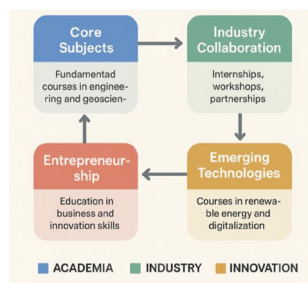 Core
Subjects
Fundamentad
courses in enginee-
ring and geoscien-
Industry
Collaboration
Internships,
workshops,
partnerships
Entrepreneur-
ship
Education in
business and
innovation skills
Emerging
Technologies
Courses in renewa-
able energy and
digitalization
ACADEMIA
INDUSTRY
INNOVATION